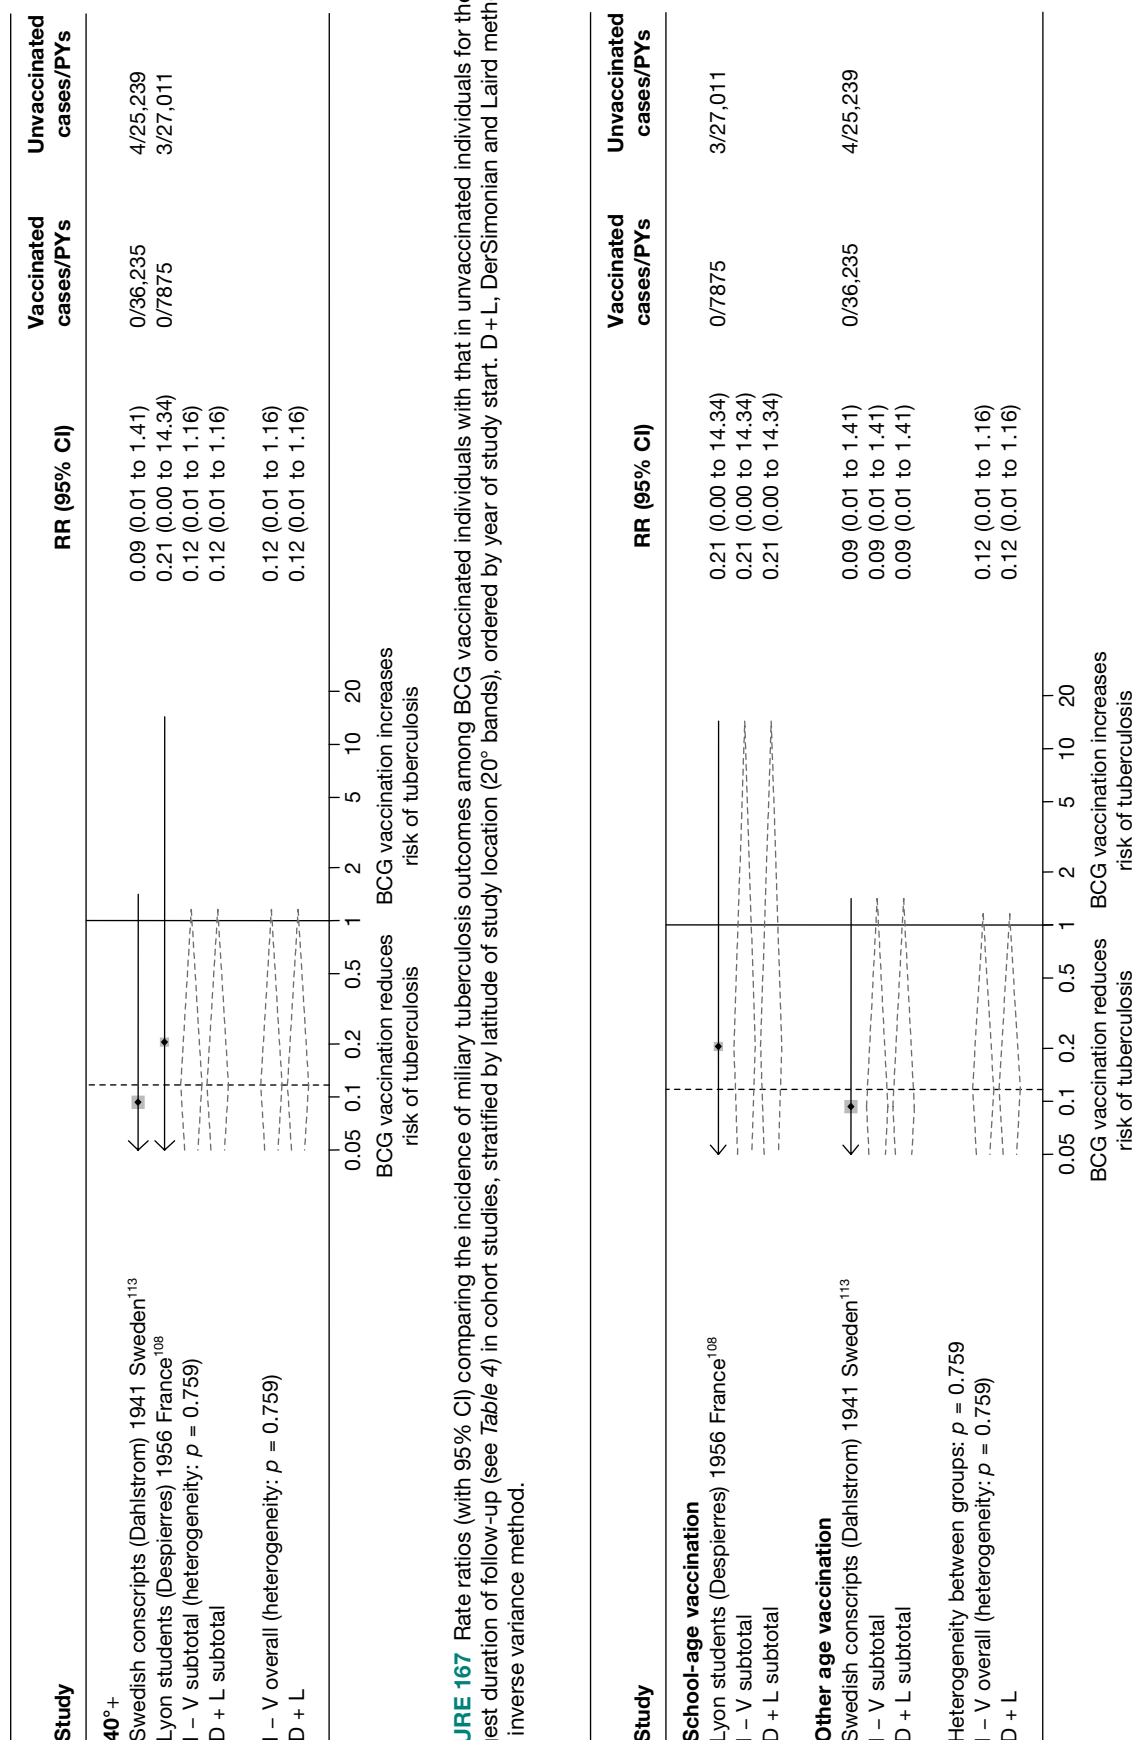 Study RR (95% CI) Vaccinated cases/PYs Unvaccinated cases/PYs
40°+
Swedish conscripts (Dahlstrom) 1941 Sweden113 0.09 (0.01 to 1.41) 0/36,235 4/25,239
Lyon students (Despierres) 1956 France108 0.21 (0.00 to 14.34) 0/7875 3/27,011
I – V subtotal (heterogeneity: p = 0.759) 0.12 (0.01 to 1.16)
D + L subtotal 0.12 (0.01 to 1.16)
I – V overall (heterogeneity: p = 0.759) 0.12 (0.01 to 1.16)
D + L 0.12 (0.01 to 1.16)
0.05 0.1 0.2 0.5 1 2 5 10 20
BCG vaccination reduces BCG vaccination increases
risk of tuberculosis risk of tuberculosis
URE 167 Rate ratios (with 95% CI) comparing the incidence of miliary tuberculosis outcomes among BCG vaccinated individuals with that in unvaccinated individuals for the
est duration of follow-up (see Table 4) in cohort studies, stratified by latitude of study location (20° bands), ordered by year of study start. D+L, DerSimonian and Laird meth
inverse variance method.
Study RR (95% CI) Vaccinated cases/PYs Unvaccinated cases/PYs
School-age vaccination
Lyon students (Despierres) 1956 France108 0.21 (0.00 to 14.34) 0/7875 3/27,011
I – V subtotal 0.21 (0.00 to 14.34)
D + L subtotal 0.21 (0.00 to 14.34)
Other age vaccination
Swedish conscripts (Dahlstrom) 1941 Sweden113 0.09 (0.01 to 1.41) 0/36,235 4/25,239
I – V subtotal 0.09 (0.01 to 1.41)
D + L subtotal 0.09 (0.01 to 1.41)
Heterogeneity between groups: p = 0.759
I – V overall (heterogeneity: p = 0.759) 0.12 (0.01 to 1.16)
D + L 0.12 (0.01 to 1.16)
0.05 0.1 0.2 0.5 1 2 5 10 20
BCG vaccination reduces BCG vaccination increases
risk of tuberculosis risk of tuberculosis